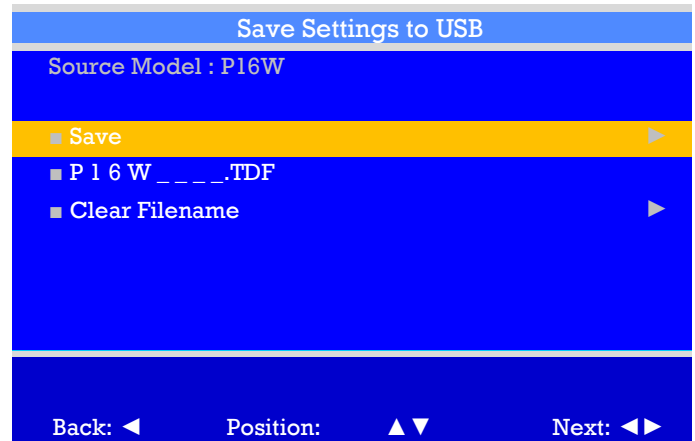 Save Settings to USB
Source Model : P16W
■ Save ▶
■ P 1 6 W _ _ _ _.TDF
■ Clear Filename ▶
Back: ◀ Position: ▲▼ Next: ◀▶